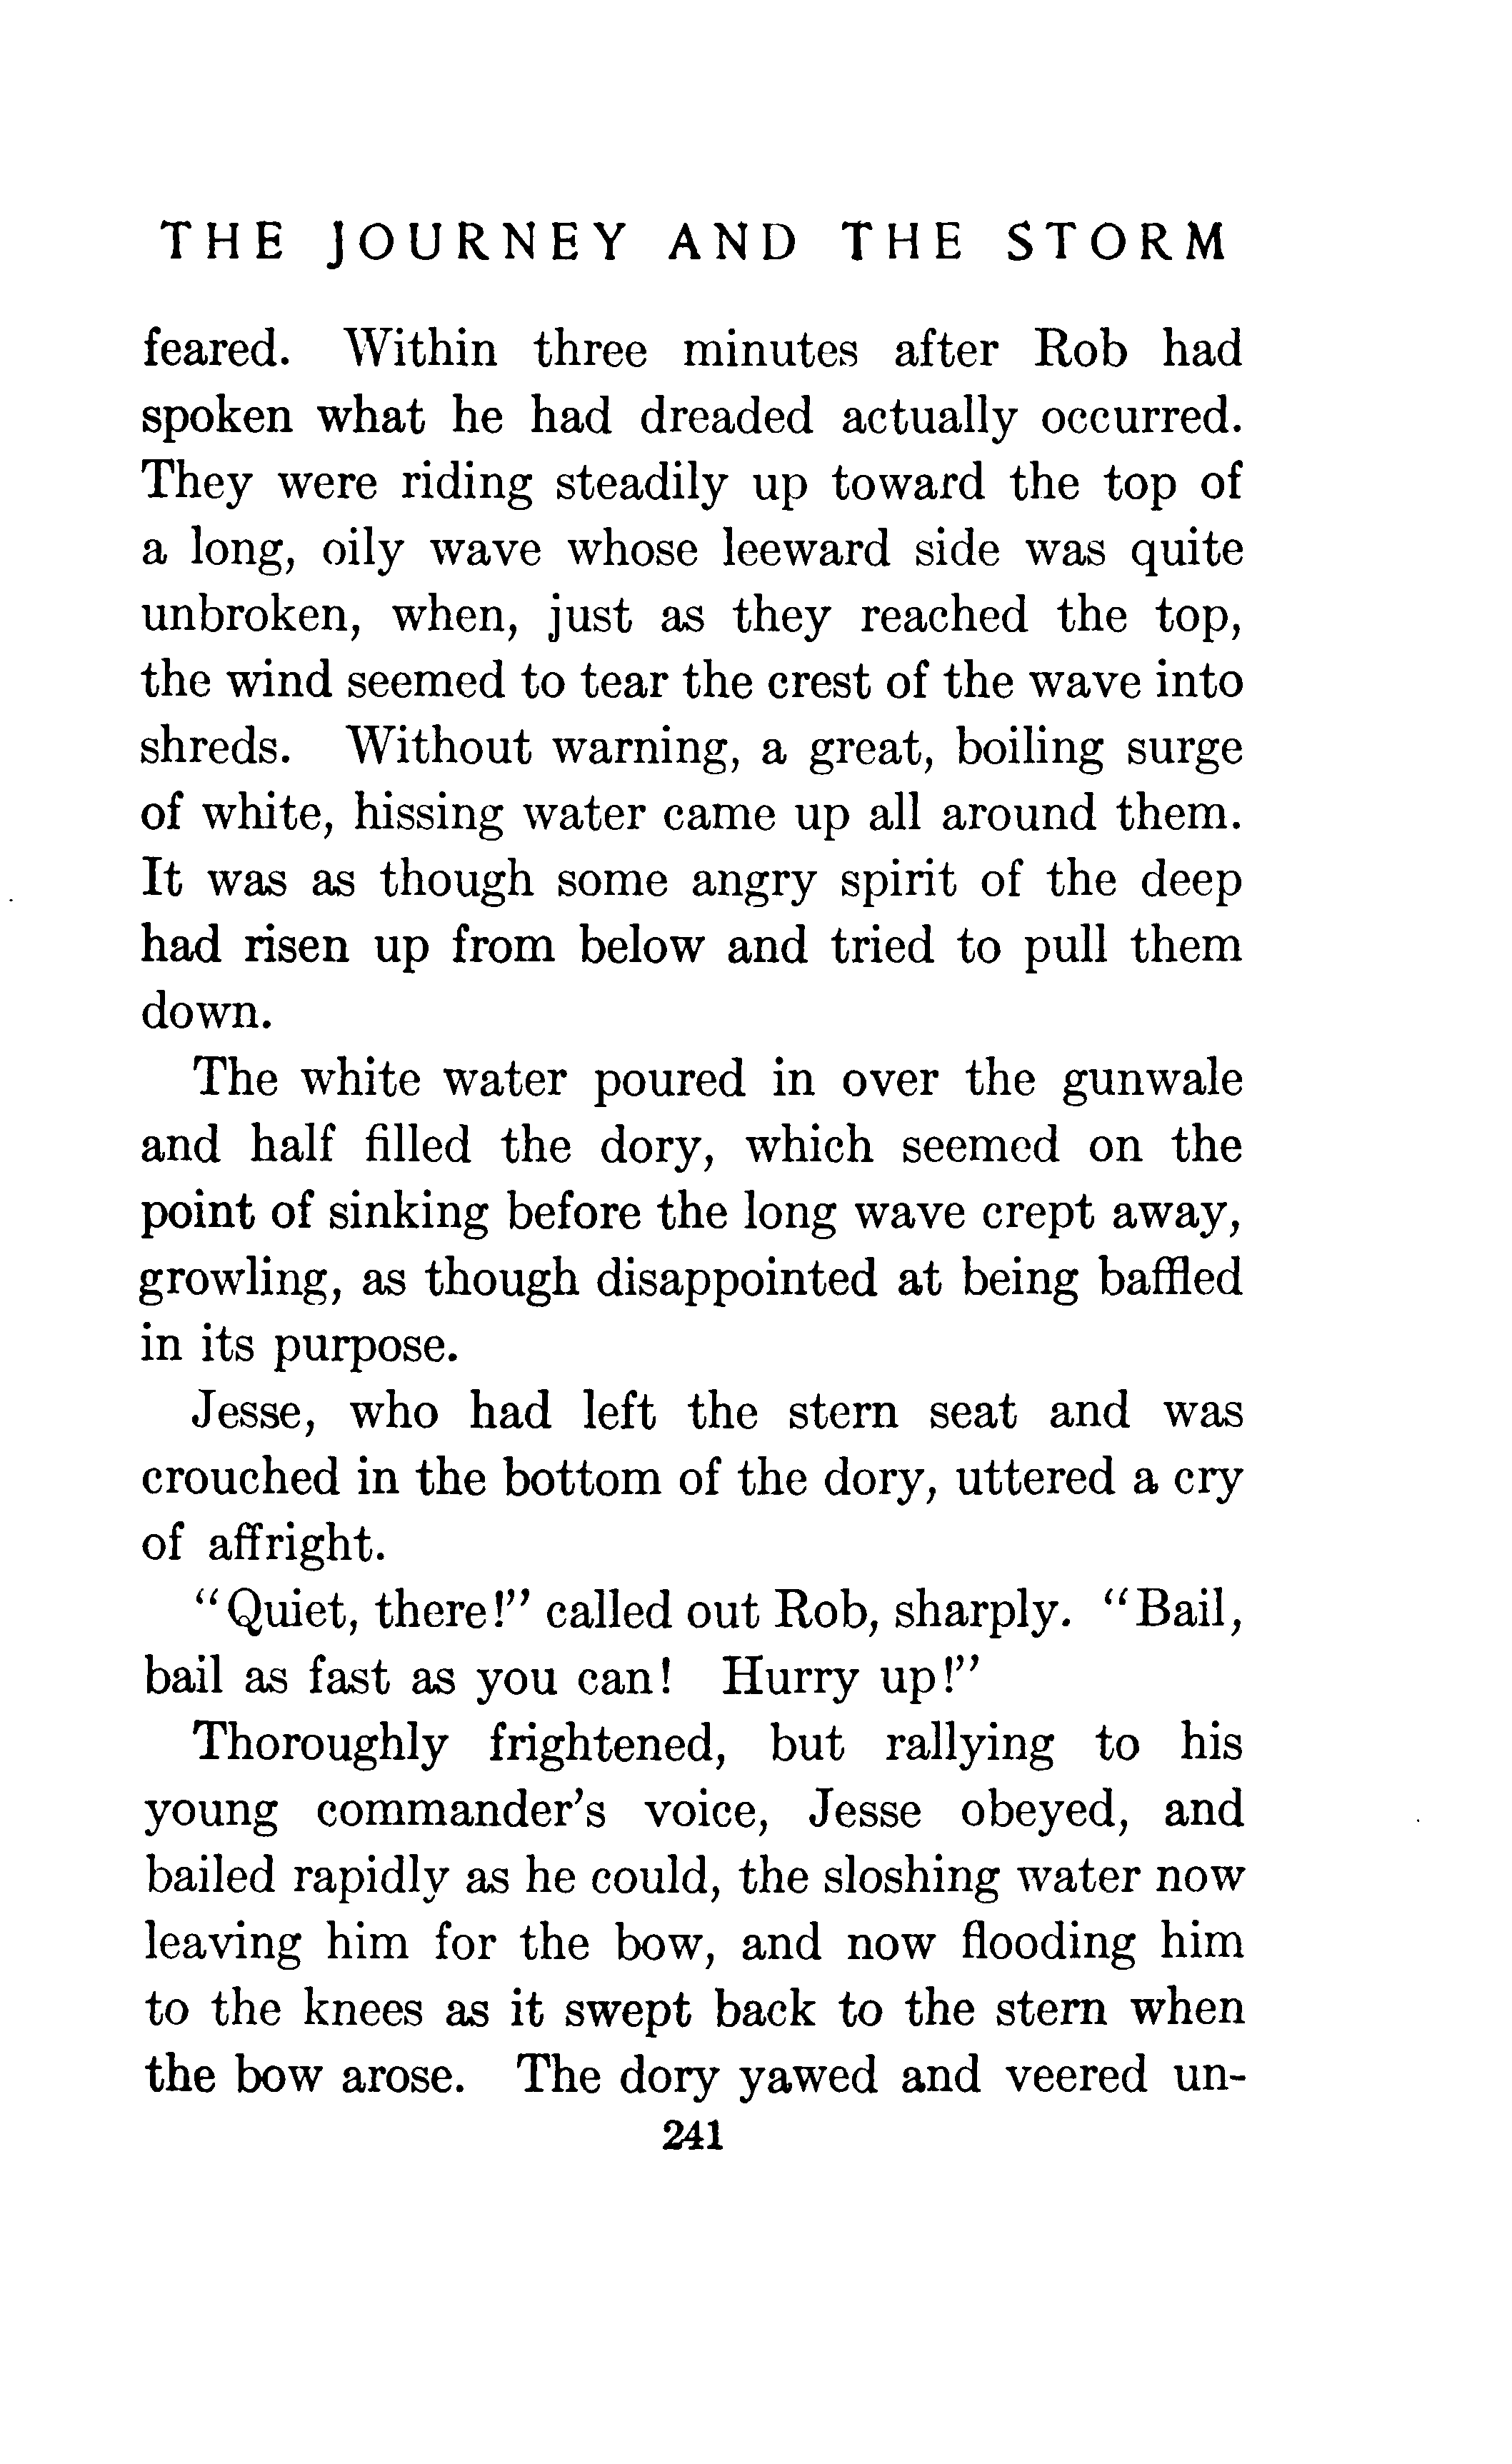 THE JOURNEY AND THE STORM
feared. Within three minutes after Rob had
spoken what he had dreaded actually occurred.
They were riding steadily up toward the top of
a long, oily wave whose leeward side was quite
unbroken, when, just as they reached the top,
the wind seemed to tear the crest of the wave into
shreds. Without warning, a great, boiling surge
of white, hissing water came up all around them.
It was as though some angry spirit of the deep
had risen up from below and tried to pull them
down.
The white water poured in over the gunwale
and half filled the dory, which seemed on the
point of sinking before the long wave crept away,
growling, as though disappointed at being baffled
in its purpose.
Jesse, who had left the stern seat and was
crouched in the bottom of the dory, uttered a cry
of affright.
“Quiet, there!” called out Rob, sharply. “Bail,
bail as fast as you can! Hurry up!”
Thoroughly frightened, but rallying to his
young commander’s voice, Jesse obeyed, and
bailed rapidly as he could, the sloshing water now
leaving him for the bow, and now flooding him
to the knees as it swept back to the stern when
the bow arose. The dory yawed and veered un-
241